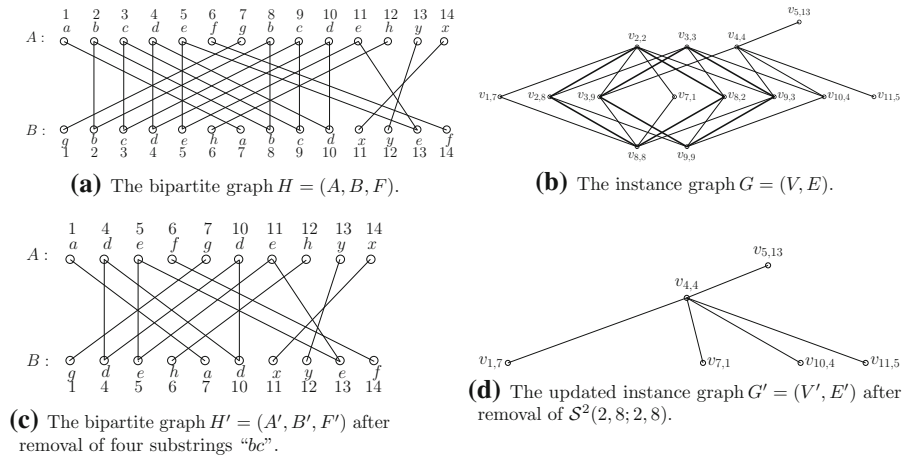 1 2 3 4 5 6 7 8 9 10 11 12 13 14
A : a b c d e f g b c d e h y x
B : g b c d e h a b c d x y e f
1 2 3 4 5 6 7 8 9 10 11 12 13 14
(a) The bipartite graph H = (A, B, F).
v5,13
v2,2 v3,3 v4,4
v1,7 v2,8 v3,9 v7,1 v8,2 v9,3 v10,4 v11,5
v8,8 v9,9
(b) The instance graph G = (V, E).
1 4 5 6 7 10 11 12 13 14
A : a d e f g d e h y x
B : g d e h a d x y e f
1 4 5 6 7 10 11 12 13 14
(c) The bipartite graph H′ = (A′, B′, F′) after
removal of four substrings “bc”.
v5,13
v4,4
v1,7 v7,1 v10,4 v11,5
(d) The updated instance graph G′ = (V′, E′) after
removal of S²(2, 8; 2, 8).